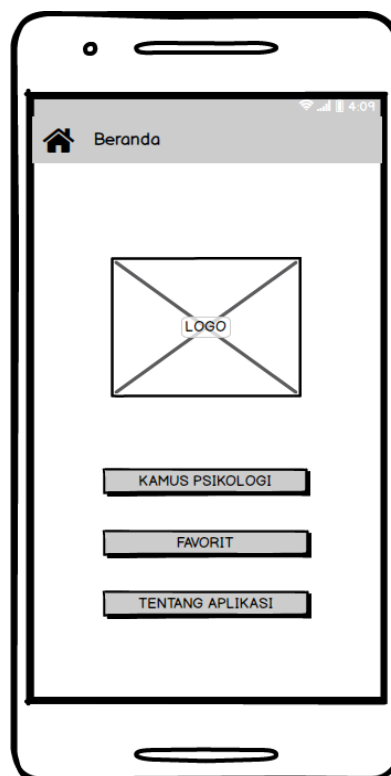 4:09
Beranda
LOGO
KAMUS PSIKOLOGI
FAVORIT
TENTANG APLIKASI